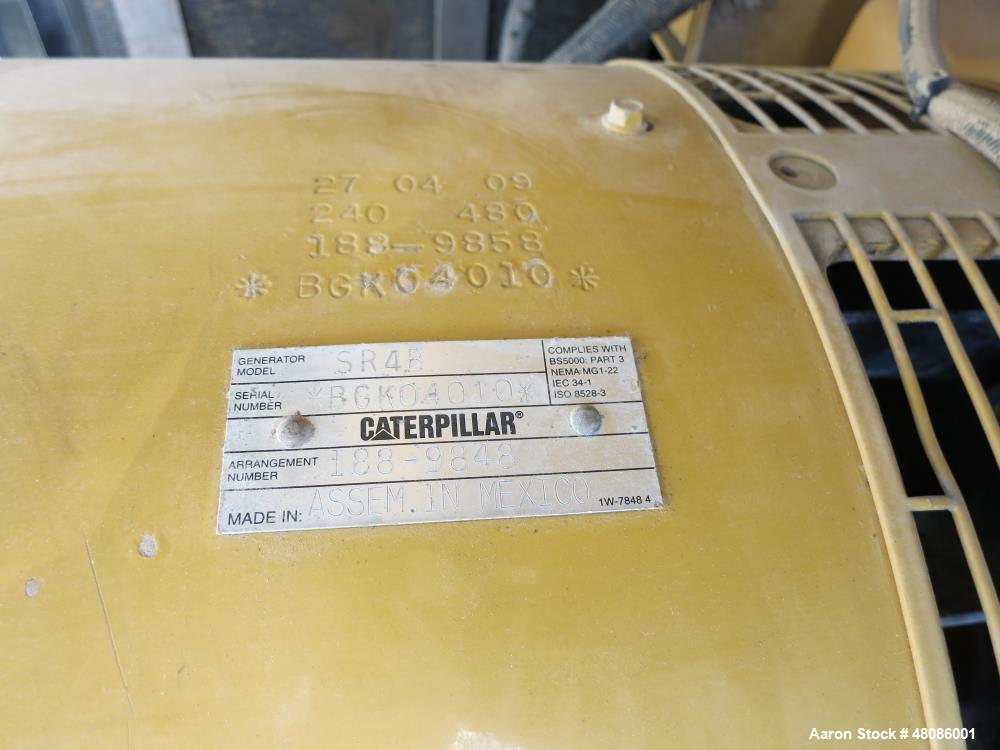 27 04 09
240 480
188-9858
*BGK04010*
GENERATOR MODEL SR4B
SERIAL NUMBER *BGK04010*
COMPLIES WITH
BS5000: PART 3
NEMA MG1-22
IEC 34-1
ISO 8528-3
CATERPILLAR®
ARRANGEMENT NUMBER 188-9848
MADE IN: ASSEM. IN MEXICO 1W-7848 4
Aaron Stock # 48086001